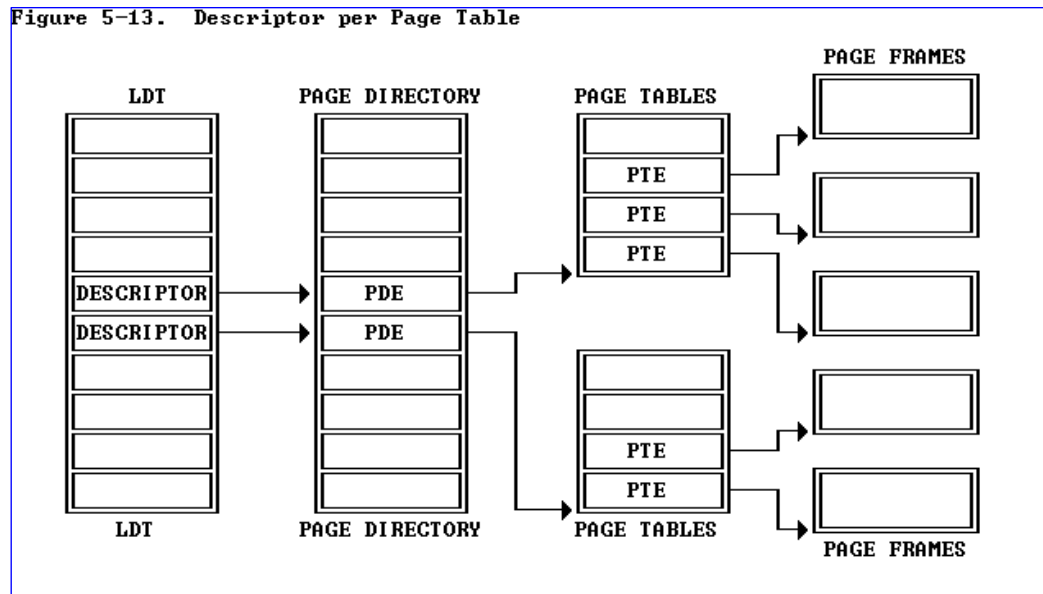 Figure 5-13.  Descriptor per Page Table
PAGE FRAMES
LDT
PAGE DIRECTORY
PAGE TABLES
PTE
PTE
PTE
DESCRIPTOR
PDE
DESCRIPTOR
PDE
PTE
PTE
LDT
PAGE DIRECTORY
PAGE TABLES
PAGE FRAMES